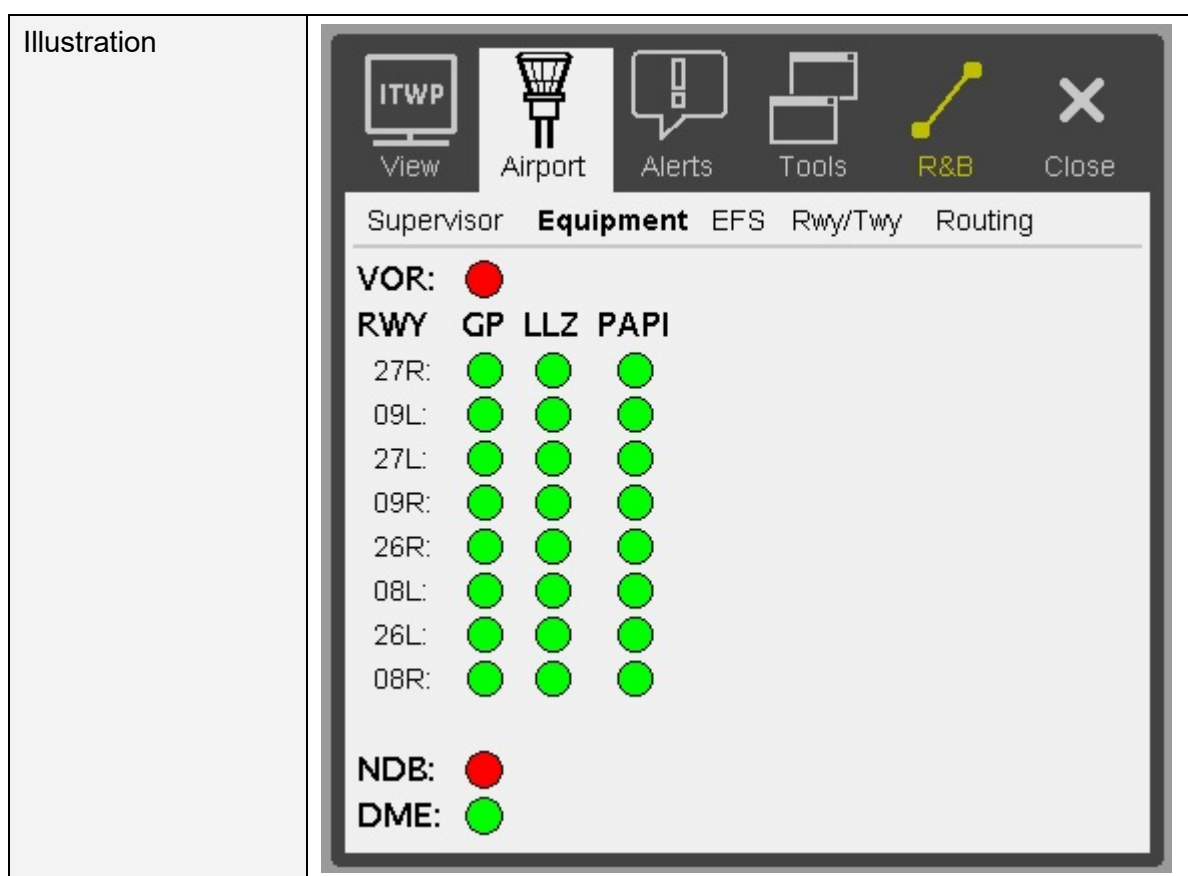 Illustration
ITWP
View Airport Alerts Tools R&B Close
Supervisor Equipment EFS Rwy/Twy Routing
VOR:
RWY GP LLZ PAPI
27R:
09L:
27L:
09R:
26R:
08L:
26L:
08R:
NDB:
DME: